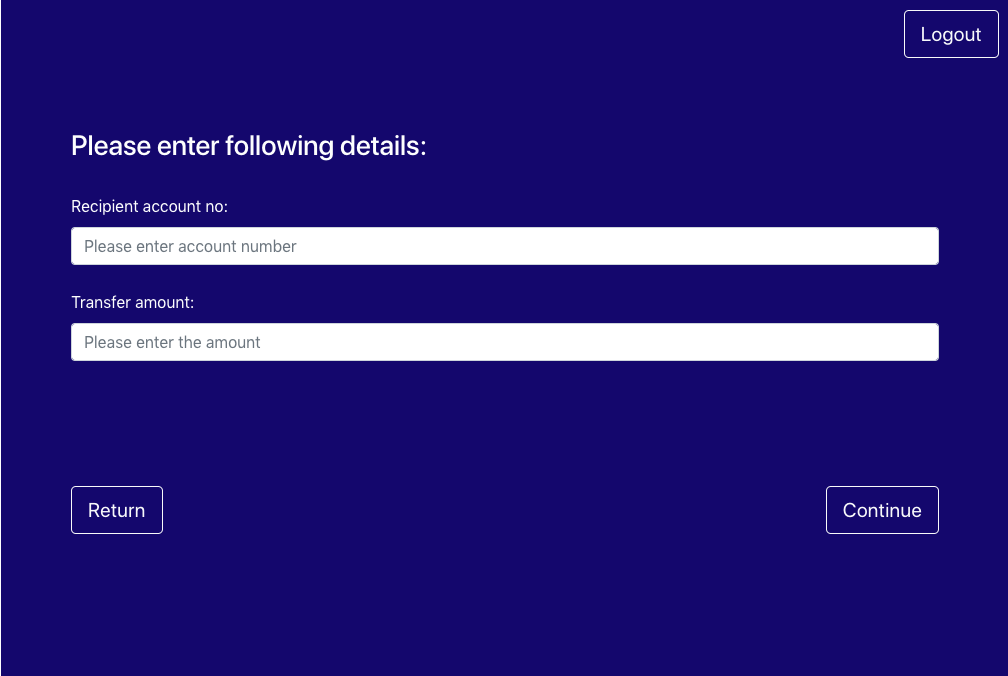 Logout
Please enter following details:
Recipient account no:
Please enter account number
Transfer amount:
Please enter the amount
Return
Continue